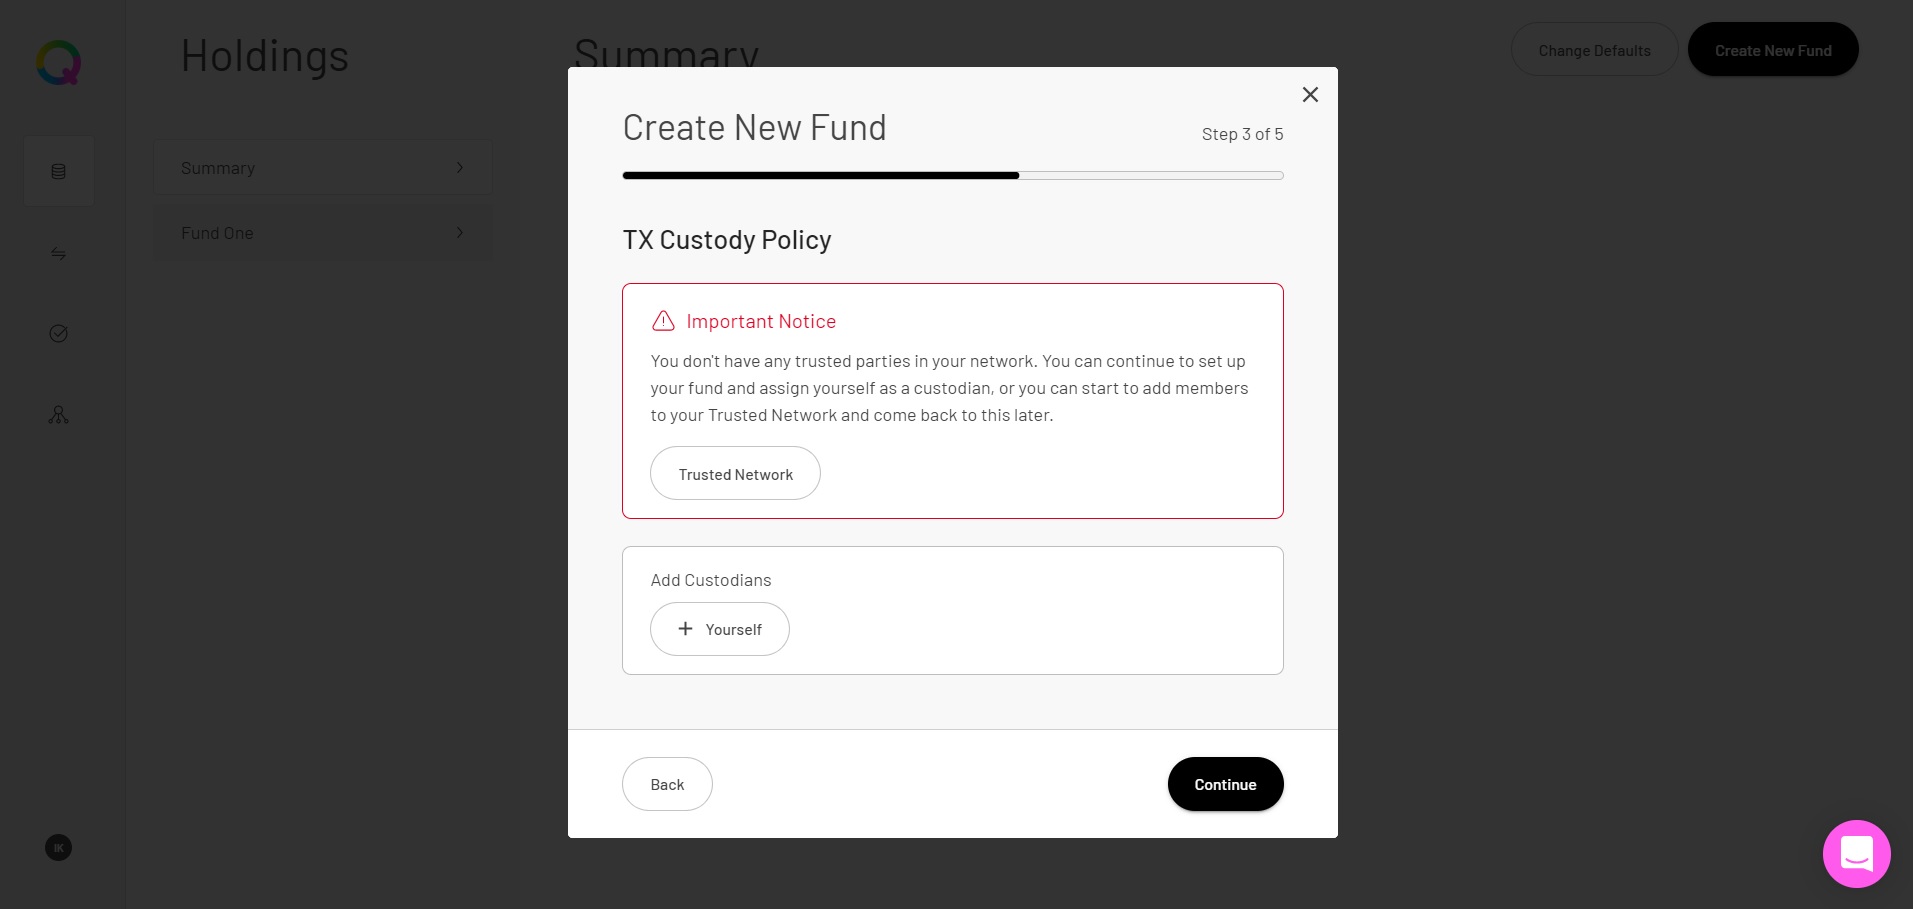 Holdings
Summary
Change Defaults
Create New Fund
Summary
Fund One
IK
Create New Fund
Step 3 of 5
TX Custody Policy
Important Notice
You don't have any trusted parties in your network. You can continue to set up
your fund and assign yourself as a custodian, or you can start to add members
to your Trusted Network and come back to this later.
Trusted Network
Add Custodians
Yourself
Back
Continue